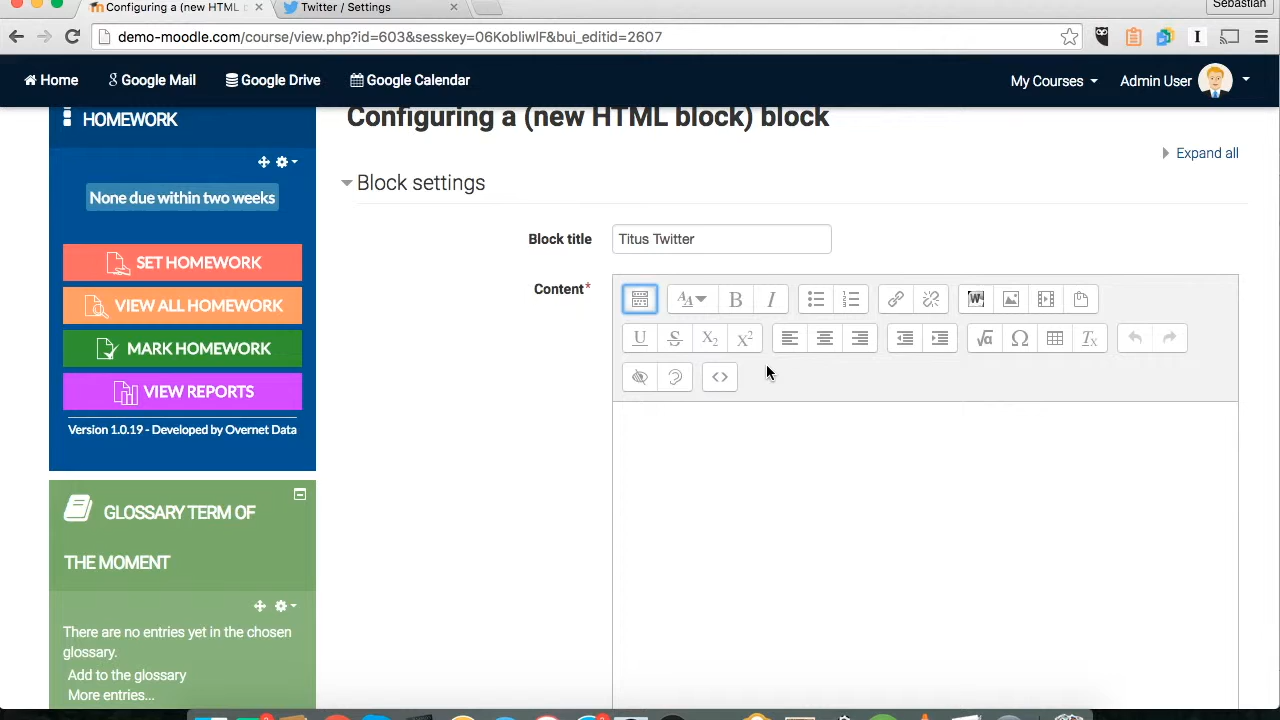 Configuring a (new HTML b
Twitter / Settings
Sebastian
demo-moodle.com/course/view.php?id=603&sesskey=06KobliwlF&bui_editid=2607
Home
Google Mail
Google Drive
Google Calendar
My Courses
Admin User
HOMEWORK
None due within two weeks
SET HOMEWORK
VIEW ALL HOMEWORK
MARK HOMEWORK
VIEW REPORTS
Version 1.0.19 - Developed by Overnet Data
GLOSSARY TERM OF
THE MOMENT
There are no entries yet in the chosen
glossary.
Add to the glossary
More entries...
Configuring a (new HTML block) block
Expall all
Block settings
Block title
Titus Twitter
Content*